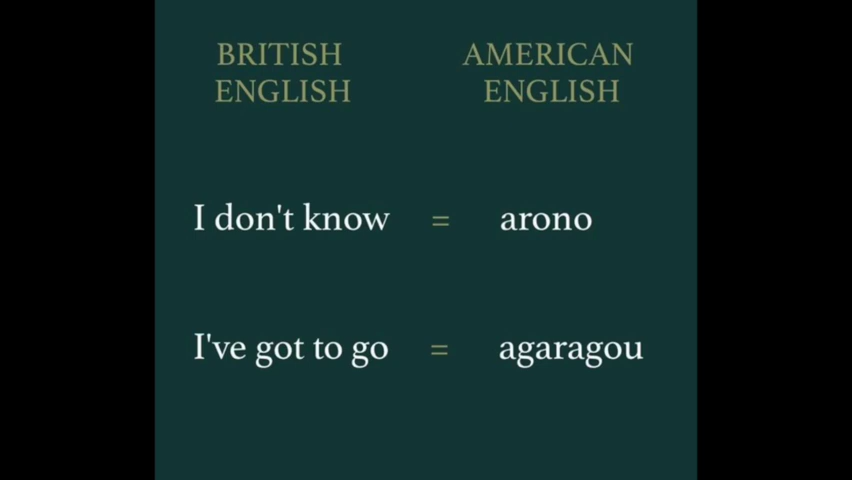 BRITISH ENGLISH
AMERICAN ENGLISH
I don't know = arono
I've got to go = agaragou